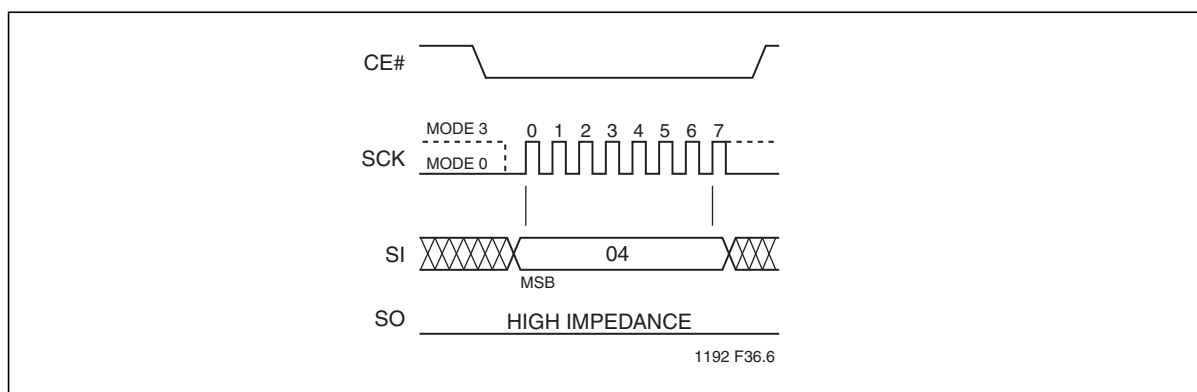 CE#
MODE 3
0 1 2 3 4 5 6 7
SCK
MODE 0
SI
04
MSB
SO
HIGH IMPEDANCE
1192 F36.6